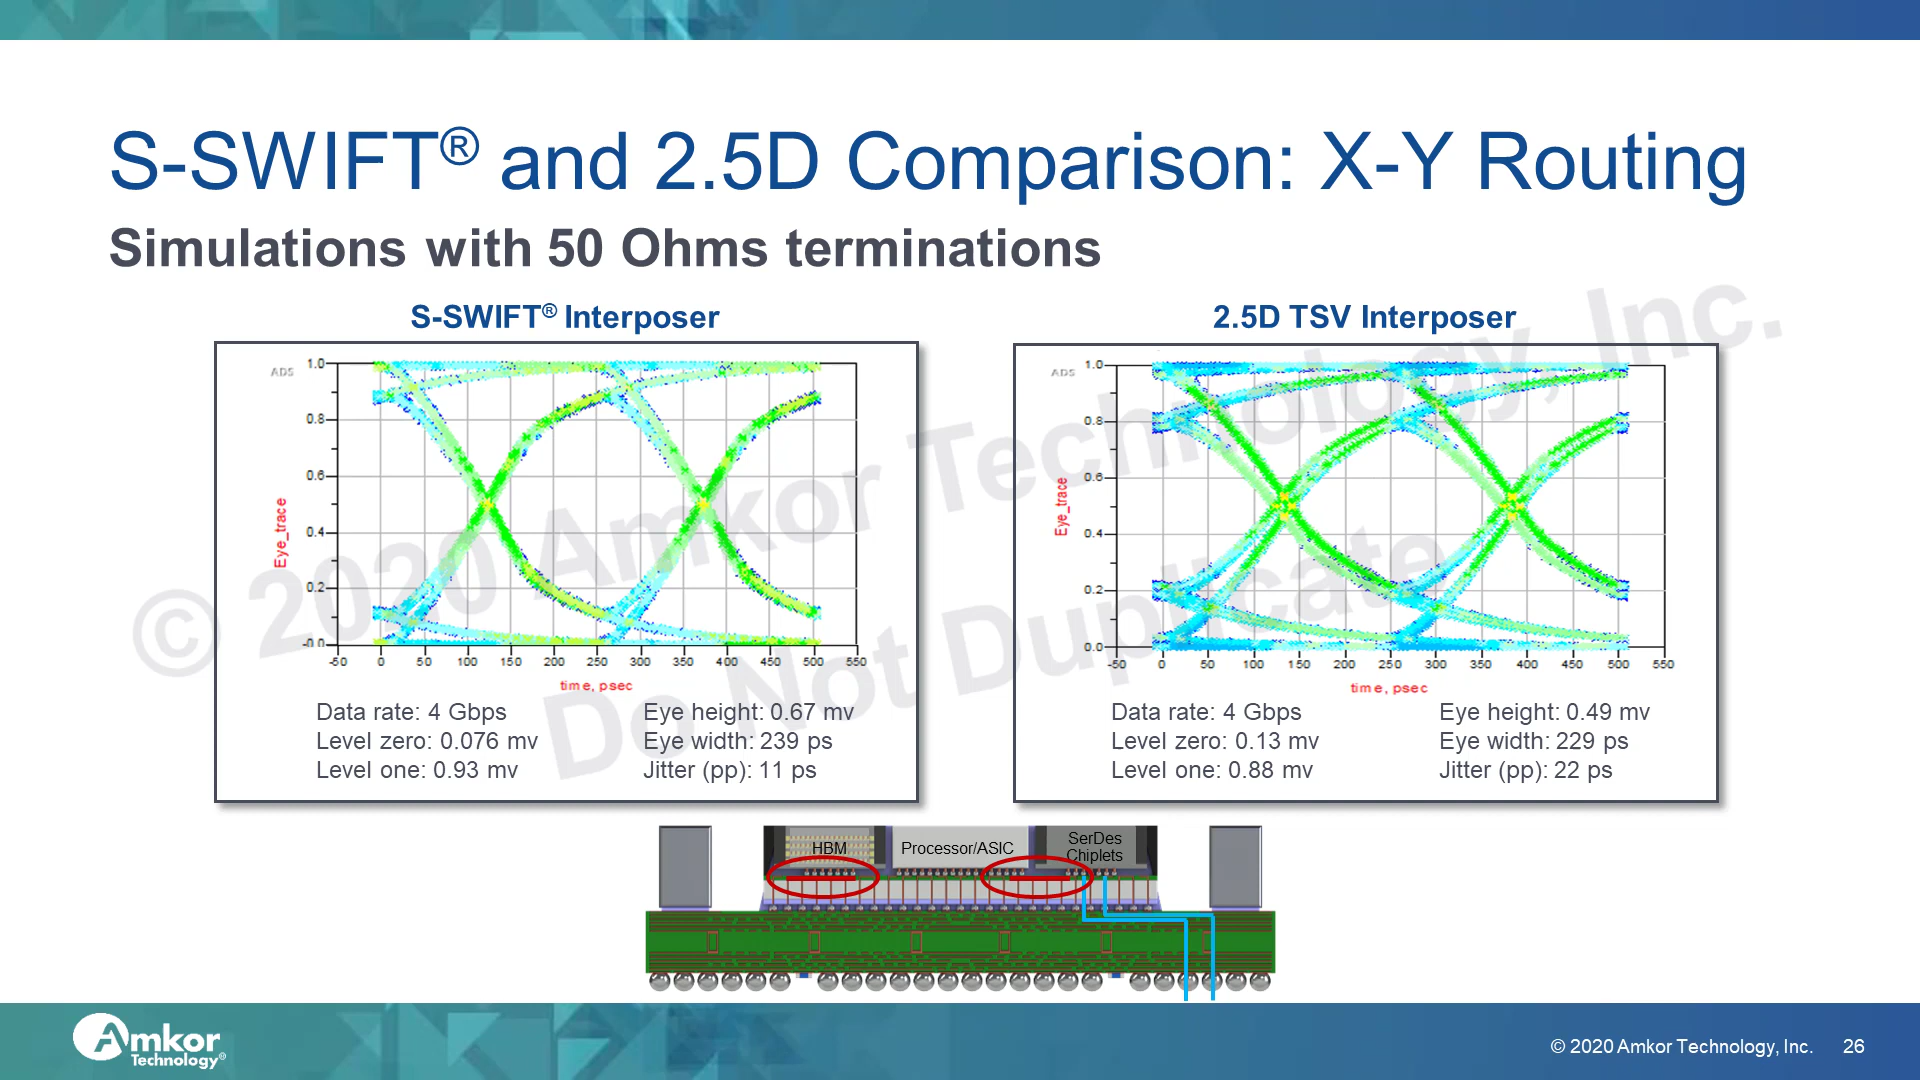 S-SWIFT® and 2.5D Comparison: X-Y Routing
Simulations with 50 Ohms terminations
S-SWIFT® Interposer
ADS
1.0
0.8
0.6
0.4
0.2
-0.0
Eye_trace
-50 0 50 100 150 200 250 300 350 400 450 500 550
time, psec
Data rate: 4 Gbps
Level zero: 0.076 mv
Level one: 0.93 mv
Eye height: 0.67 mv
Eye width: 239 ps
Jitter (pp): 11 ps
2.5D TSV Interposer
ADS
1.0
0.8
0.6
0.4
0.2
0.0
Eye_trace
-50 0 50 100 150 200 250 300 350 400 450 500 550
time, psec
Data rate: 4 Gbps
Level zero: 0.13 mv
Level one: 0.88 mv
Eye height: 0.49 mv
Eye width: 229 ps
Jitter (pp): 22 ps
© 2020 Amkor Technology, Inc.
Do Not Duplicate
HBM
Processor/ASIC
SerDes
Chiplets
Amkor
Technology®
© 2020 Amkor Technology, Inc.
26